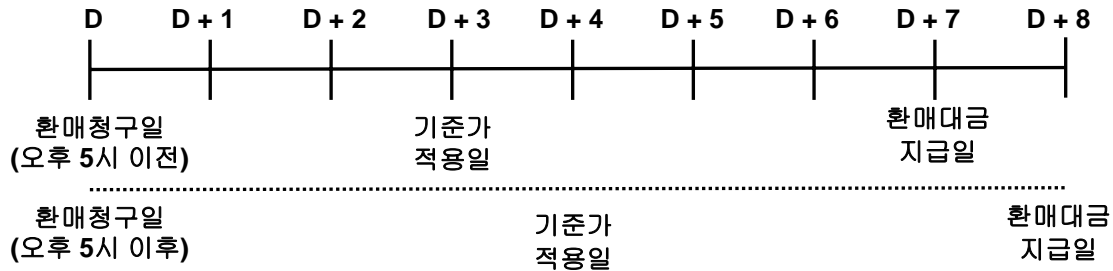 D D + 1 D + 2 D + 3 D + 4 D + 5 D + 6 D + 7 D + 8
환매청구일 기준가 환매대금
(오후 5시 이전) 적용일 지급일
환매청구일 기준가 환매대금
(오후 5시 이후) 적용일 지급일